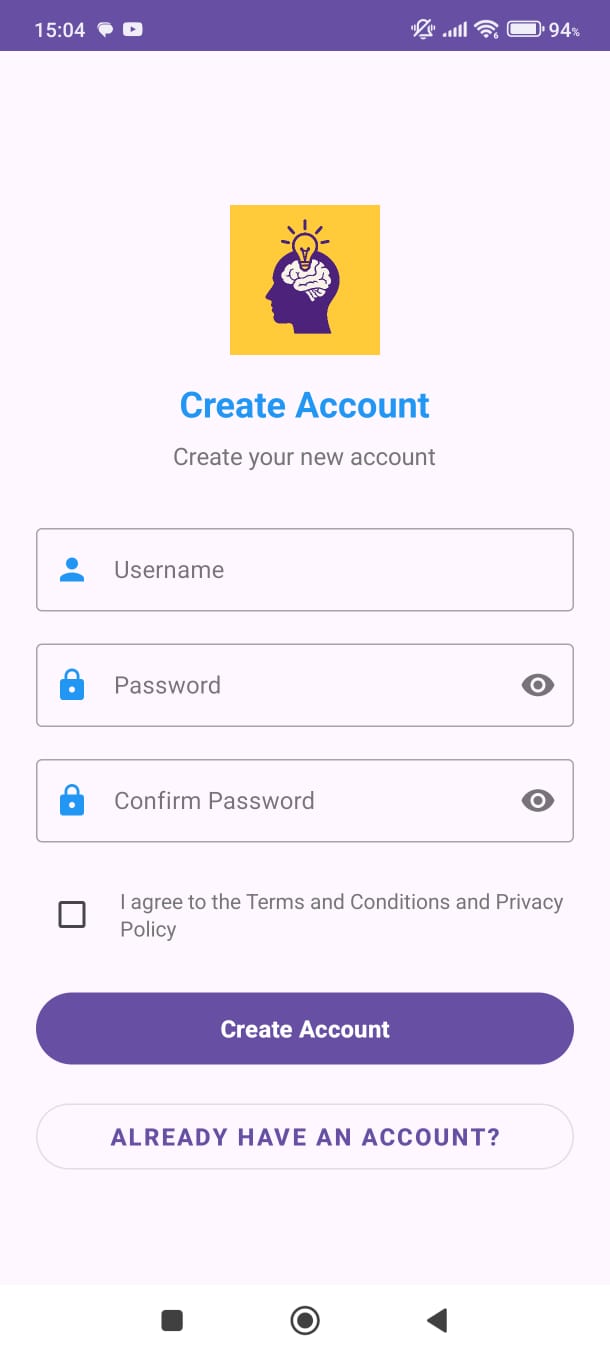 15:04
6
94%
Create Account
Create your new account
Username
Password
Confirm Password
I agree to the Terms and Conditions and Privacy
Policy
Create Account
ALREADY HAVE AN ACCOUNT?